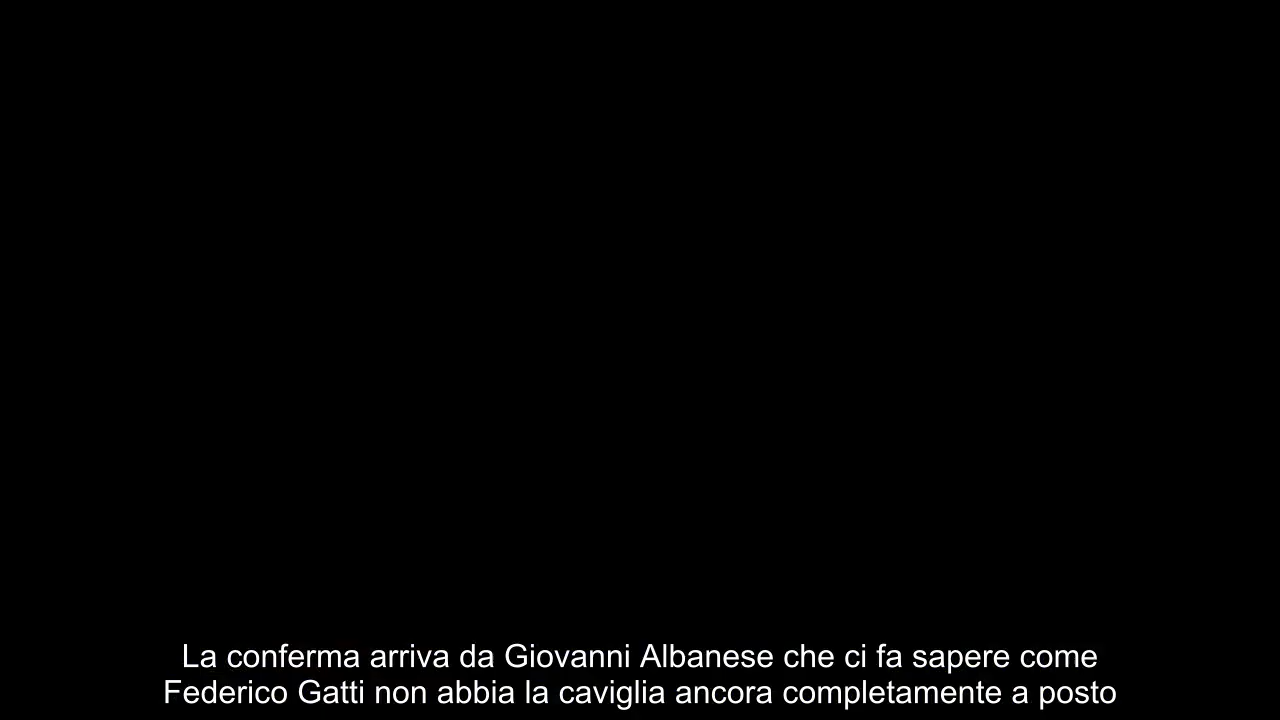 La conferma arriva da Giovanni Albanese che ci fa sapere come
Federico Gatti non abbia la caviglia ancora completamente a posto